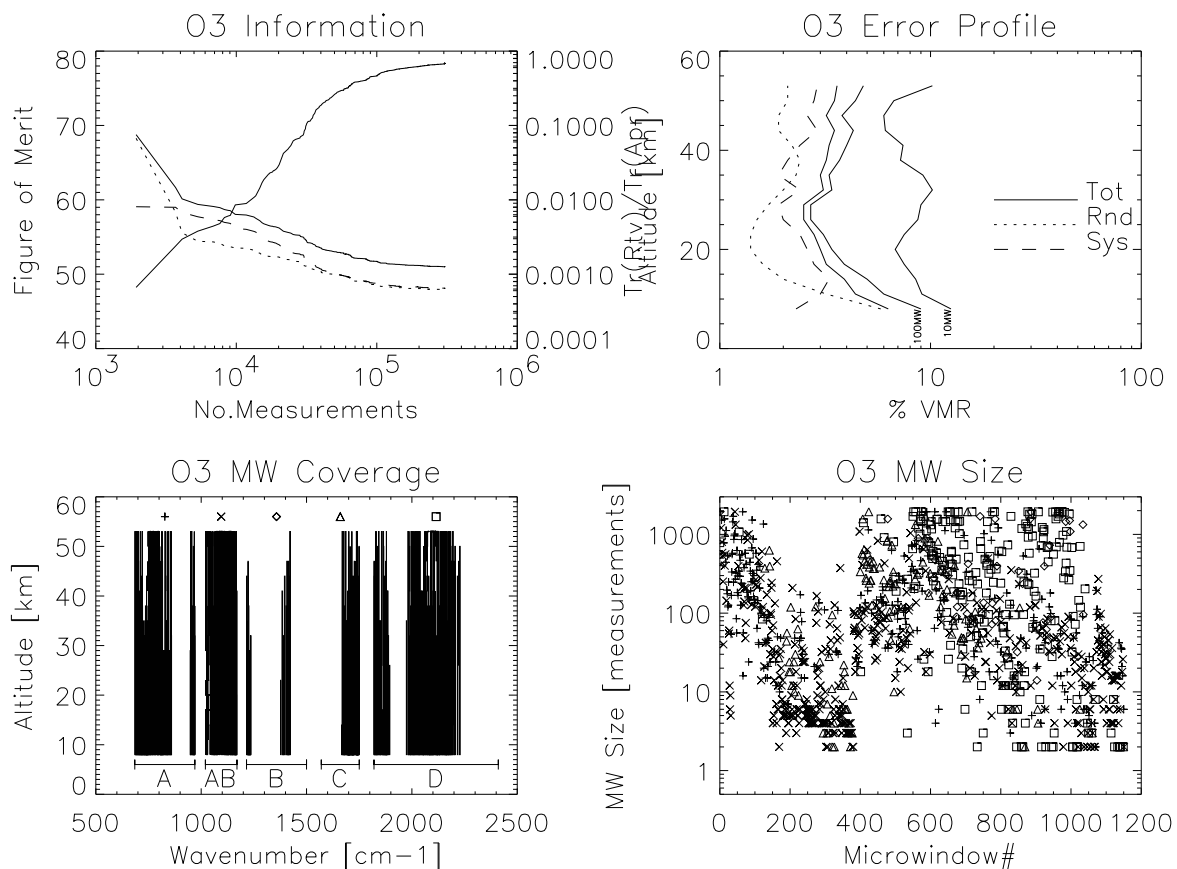 O3 Information
80
70
60
50
40
Figure of Merit
10^3
10^4
10^5
10^6
No.Measurements
1.0000
0.1000
0.0100
0.0010
0.0001
Tr(Rtv)/Tr(Apr)
O3 Error Profile
60
40
20
0
Altitude [km]
1
10
100
% VMR
Tot
Rnd
Sys
100MW
10MW
O3 MW Coverage
60
50
40
30
20
10
0
Altitude [km]
A
AB
B
C
D
500
1000
1500
2000
2500
Wavenumber [cm-1]
O3 MW Size
1000
100
10
1
MW Size [measurements]
0
200
400
600
800
1000
1200
Microwindow#